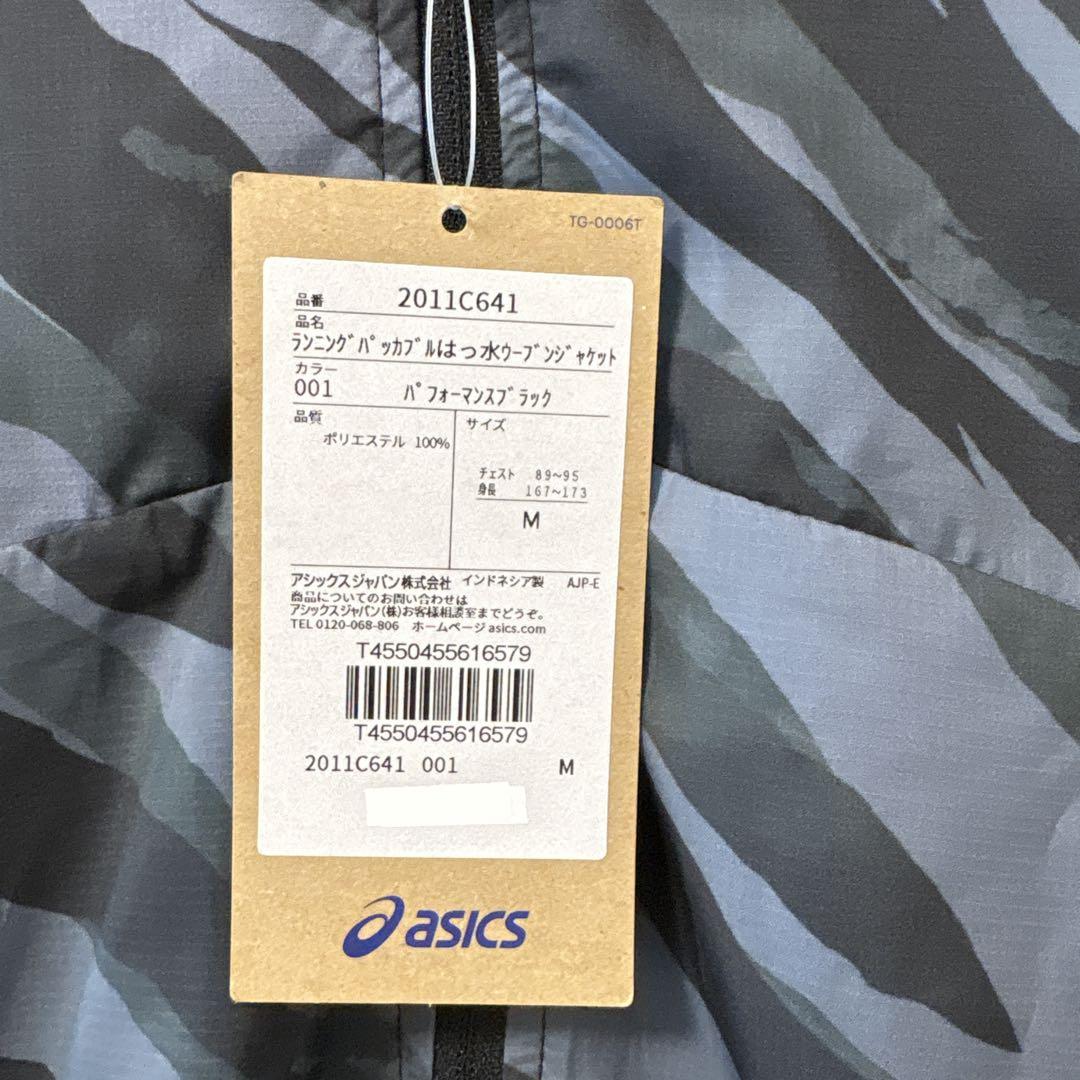 TG-0006T
品番 2011C641
品名
ﾗﾝﾆﾝｸﾞﾊﾟｯｶﾌﾞﾙはっ水ｳｰﾌﾞﾝｼﾞｬｹｯﾄ
カラー
001 ﾊﾟﾌｫｰﾏﾝｽﾌﾞﾗｯｸ
品質
ポリエステル 100%
サイズ
ﾁｪｽﾄ 89~95
身長 167~173
M
アシックスジャパン株式会社 インドネシア製 AJP-E
商品についてのお問い合わせは
アシックスジャパン(株)お客様相談室までどうぞ。
TEL 0120-068-806 ホームページ asics.com
T4550455616579
T4550455616579
2011C641 001 M
asics